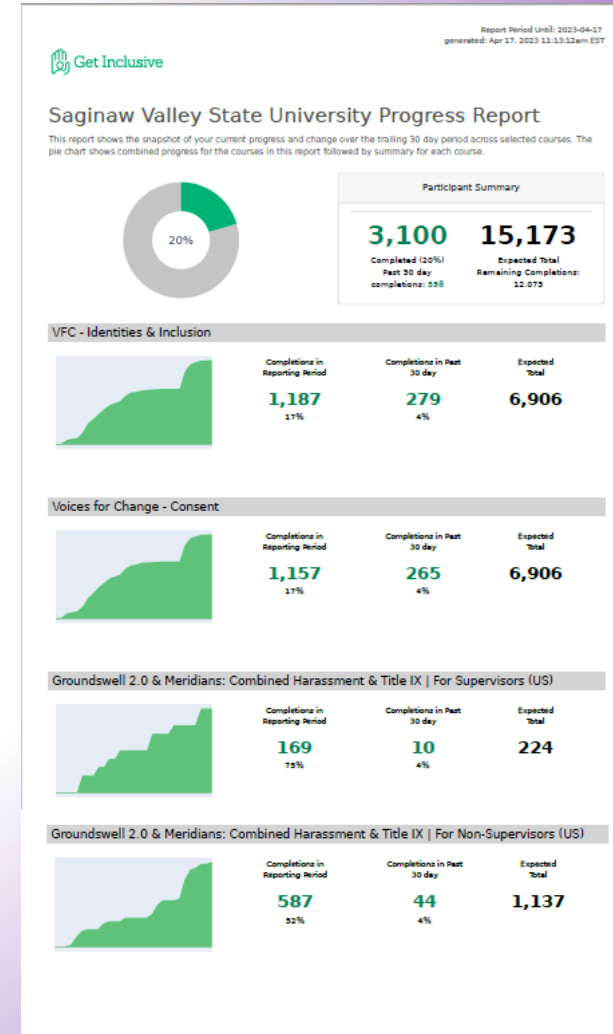 Report Period Until: 2023-04-17
generated: Apr 17, 2023 11:13:12am EST
Get Inclusive
Saginaw Valley State University Progress Report
This report shows the snapshot of your current progress and change over the trailing 30 day period across selected courses. The
pie chart shows combined progress for the courses in this report followed by summary for each course.
20%
Participant Summary
3,100 15,173
Completed (20%) Expected Total
Past 30 day Remaining Completions:
completions: 598 12,073
VFC - Identities & Inclusion
Completions in Completions in Past Expected
Reporting Period 30 day Total
1,187 279 6,906
17% 4%
Voices for Change - Consent
Completions in Completions in Past Expected
Reporting Period 30 day Total
1,157 265 6,906
17% 4%
Groundswell 2.0 & Meridians: Combined Harassment & Title IX | For Supervisors (US)
Completions in Completions in Past Expected
Reporting Period 30 day Total
169 10 224
75% 4%
Groundswell 2.0 & Meridians: Combined Harassment & Title IX | For Non-Supervisors (US)
Completions in Completions in Past Expected
Reporting Period 30 day Total
587 44 1,137
52% 4%